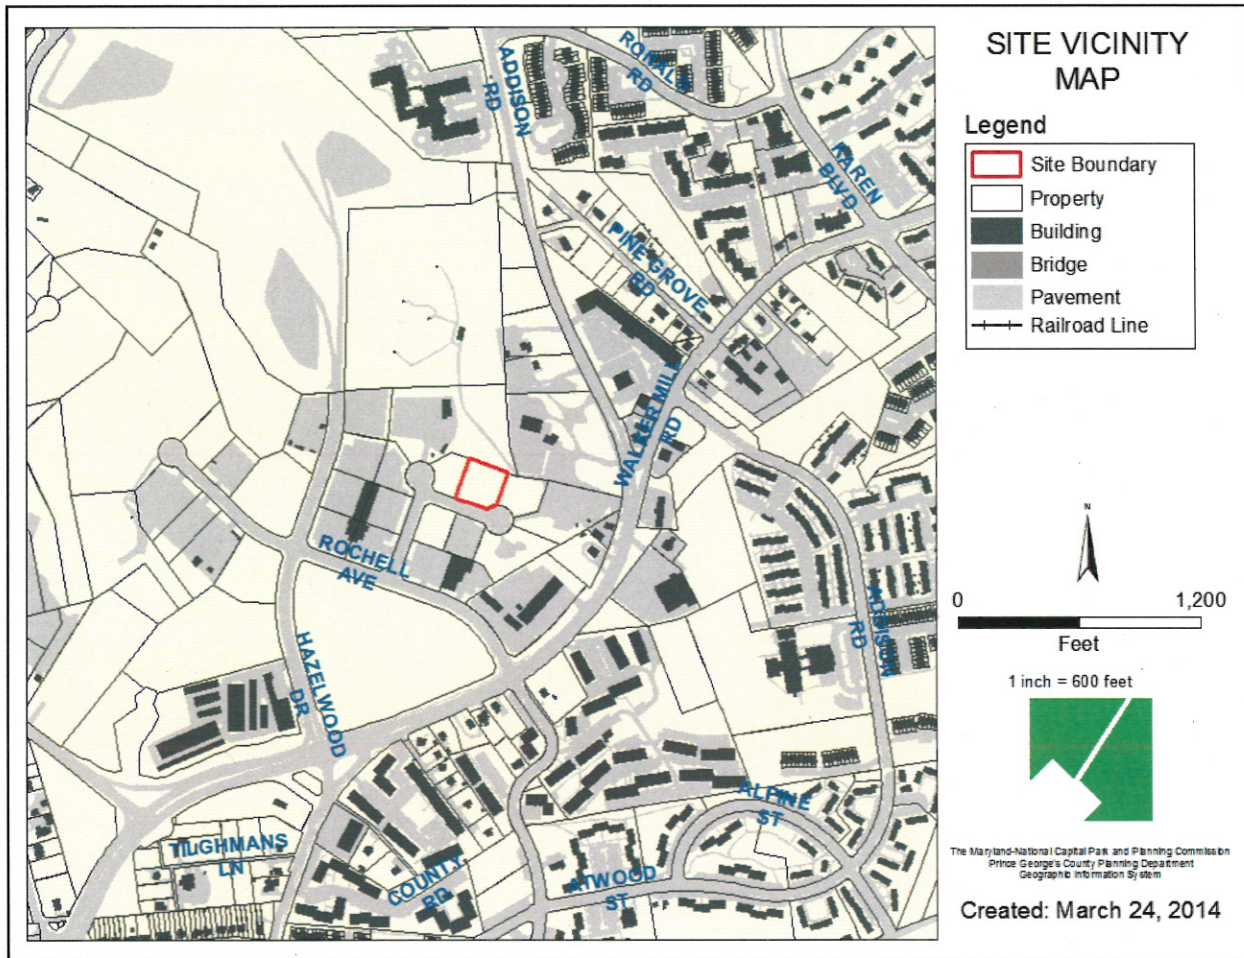 SITE VICINITY
MAP
Legend
Site Boundary
Property
Building
Bridge
Pavement
Railroad Line
N
0 1,200
Feet
1 inch = 600 feet
The Maryland-National Capital Park and Planning Commission
Prince George's County Planning Department
Geographic Information System
Created: March 24, 2014
ADDISON
RD
RONALD
RD
KAREN
BLVD
PINE GROVE
RD
WALKER MILL
RD
ROCHELL
AVE
HAZELWOOD
DR
ADDISON
RD
ALPINE
ST
ATWOOD
ST
COUNTY
RD
TILGHMANS
LN